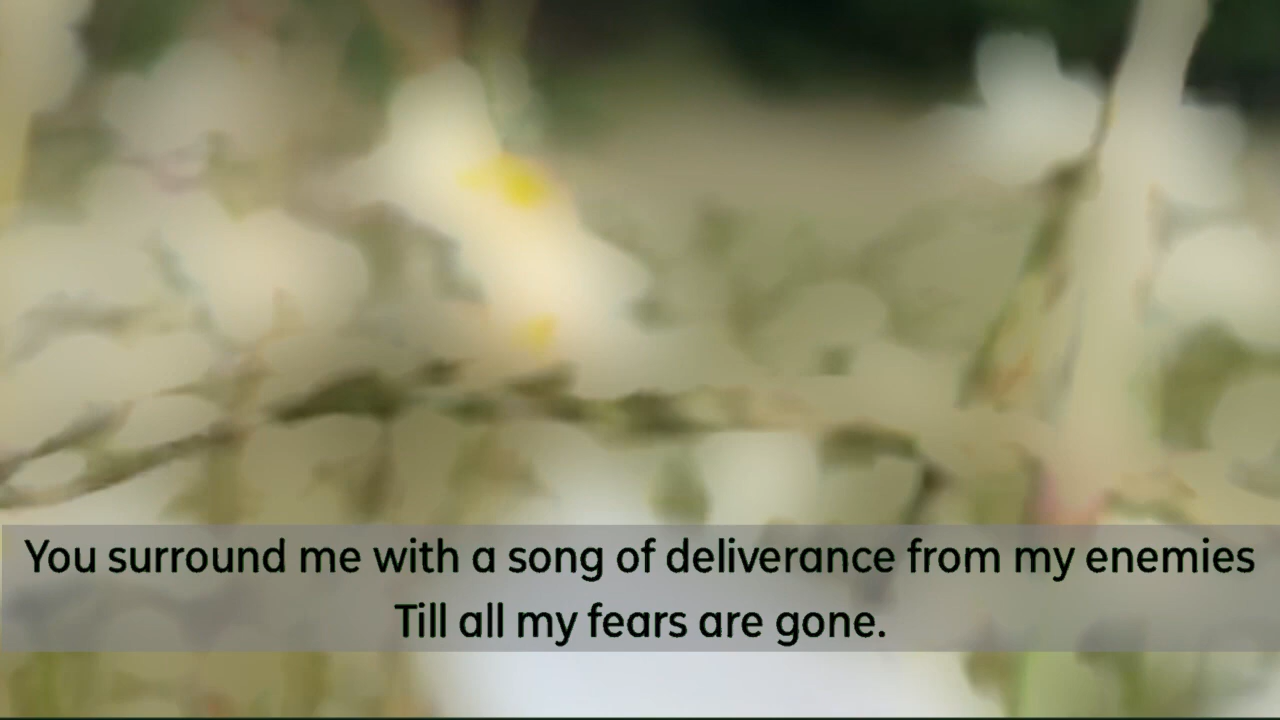 You surround me with a song of deliverance from my enemies
Till all my fears are gone.